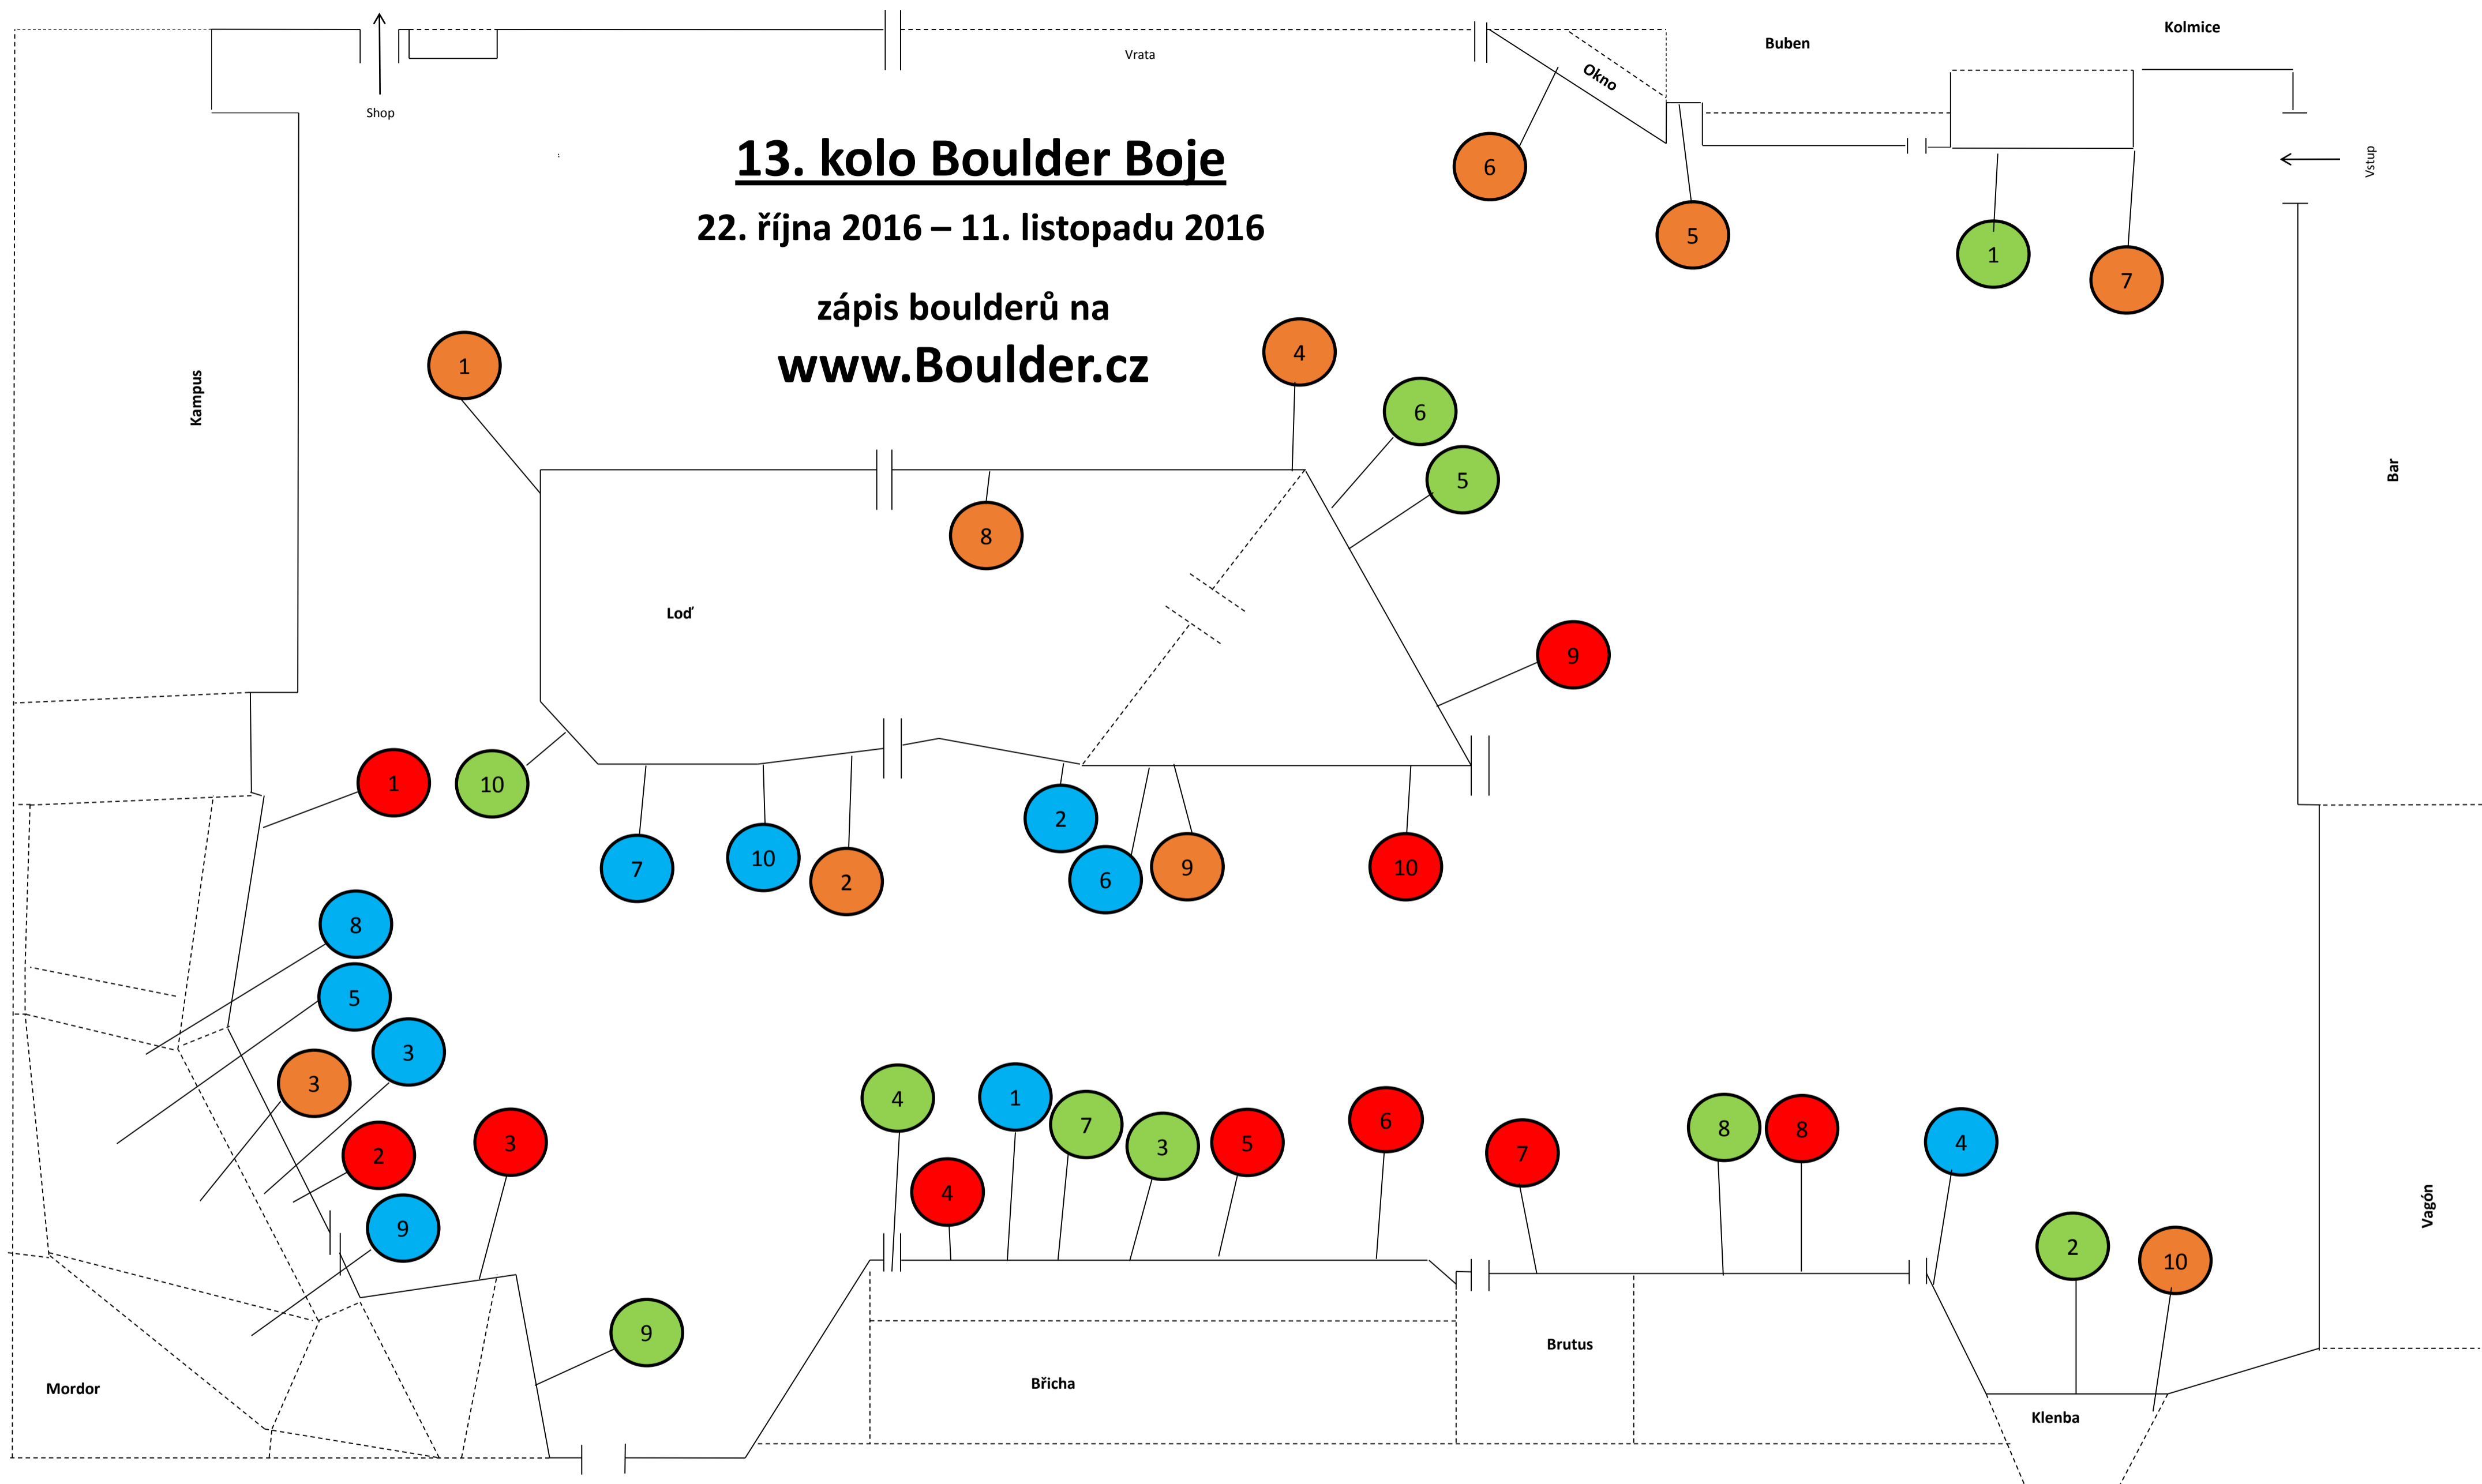 Kolmice
Buben
Vrata
Okno
Shop
13. kolo Boulder Boje
Vstup
6
22. října 2016 – 11. listopadu 2016
5
1
7
zápis boulderů na
www.Boulder.cz
4
1
Kampus
6
Bar
5
8
Loď
9
1
10
2
7
10
2
6
9
10
8
5
3
3
4
1
6
7
3
2
3
4
5
7
8
8
4
Vagón
9
2
10
9
Brutus
Mordor
Břicha
Klenba